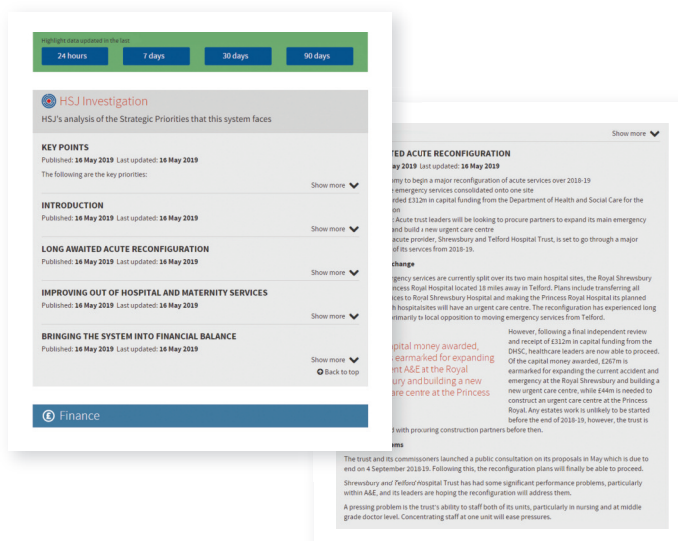 Highlight data updated in the last
24 hours 7 days 30 days 90 days
HSJ Investigation
HSJ's analysis of the Strategic Priorities that this system faces
KEY POINTS
Published: 16 May 2019 Last updated: 16 May 2019
The following are the key priorities:
Show more
INTRODUCTION
Published: 16 May 2019 Last updated: 16 May 2019
Show more
LONG AWAITED ACUTE RECONFIGURATION
Published: 16 May 2019 Last updated: 16 May 2019
Show more
IMPROVING OUT OF HOSPITAL AND MATERNITY SERVICES
Published: 16 May 2019 Last updated: 16 May 2019
Show more
BRINGING THE SYSTEM INTO FINANCIAL BALANCE
Published: 16 May 2019 Last updated: 16 May 2019
Show more
Back to top
£ Finance
Show more
TED ACUTE RECONFIGURATION
ay 2019 last updated: 16 May 2019
my to begin a major reconfiguration of acute services over 2018-19
emergency services consolidated onto one site
rded £312m in capital funding from the Department of Health and Social Care for the
on
: Acute trust leaders will be looking to procure partners to expand its main emergency
and build a new urgent care centre
acute provider, Shrewsbury and Telford Hospital Trust, is set to go through a major
of its services from 2018-19.
change
rgency services are currently split over its two main hospital sites, the Royal Shrewsbury
ncess Royal Hospital located 18 miles away in Telford. Plans include transferring all
ices to Royal Shrewsbury Hospital and making the Princess Royal Hospital its planned
h hospitalsites will have an urgent care centre. The reconfiguration has experienced long
rimarily to local opposition to moving emergency services from Telford.
pital money awarded,
s earmarked for expanding
ent A&E at the Royal
ury and building a new
are centre at the Princess
However, following a final independent review
and receipt of £312m in capital funding from the
DHSC, healthcare leaders are now able to proceed.
Of the capital money awarded, £267m is
earmarked for expanding the current accident and
emergency at the Royal Shrewsbury and building a
new urgent care centre, while £44m is needed to
construct an urgent care centre at the Princess
Royal. Any estates work is unlikely to be started
before the end of 2018-19, however, the trust is
d with procuring construction partners before then.
ems
The trust and its commissioners launched a public consultation on its proposals in May which is due to
end on 4 September 201819. Following this, the reconfiguration plans will finally be able to proceed.
Shrewsbury and Telford Hospital Trust has had some significant performance problems, particularly
within A&E, and its leaders are hoping the reconfiguration will address them.
A pressing problem is the trust's ability to staff both of its units, particularly in nursing and at middle
grade doctor level. Concentrating staff at one unit will ease pressures.